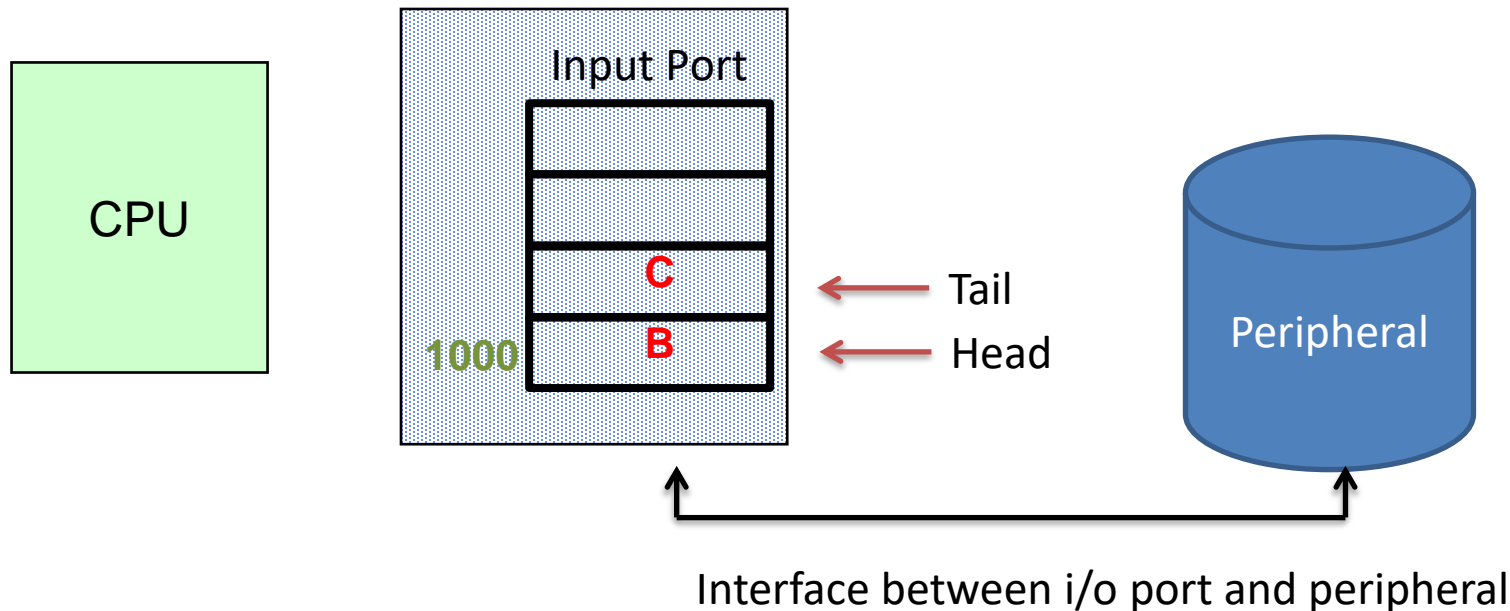 Input Port
CPU
C
Tail
B
Head
1000
Peripheral
Interface between i/o port and peripheral